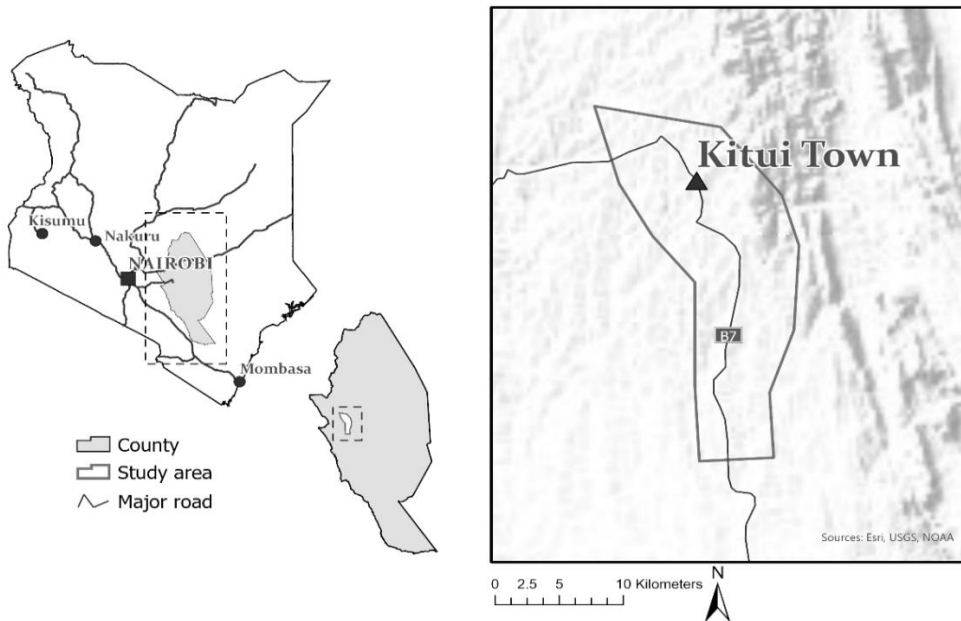 Kisumu
Nakuru
NAIROBI
Mombasa
County
Study area
Major road
Kitui Town
B7
Sources: Esri, USGS, NOAA
0 2.5 5 10 Kilometers
N